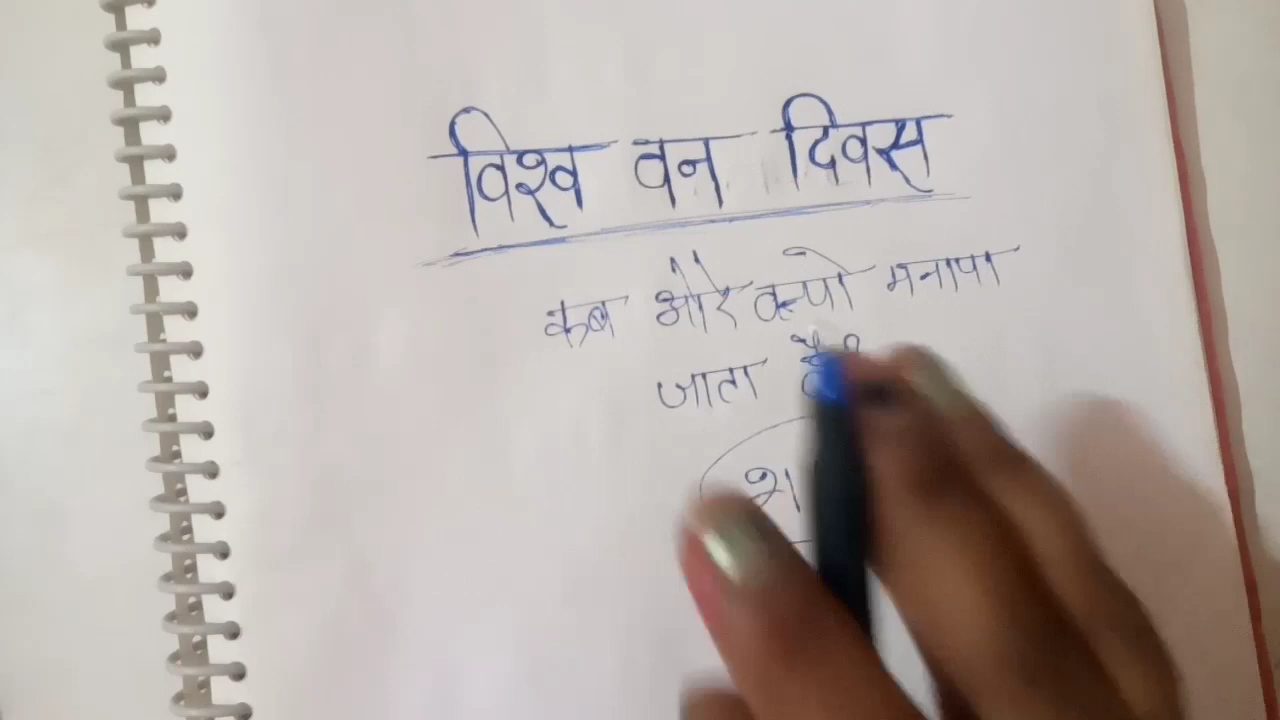 विश्व वन दिवस
कब और क्यो मनाया
जाता है